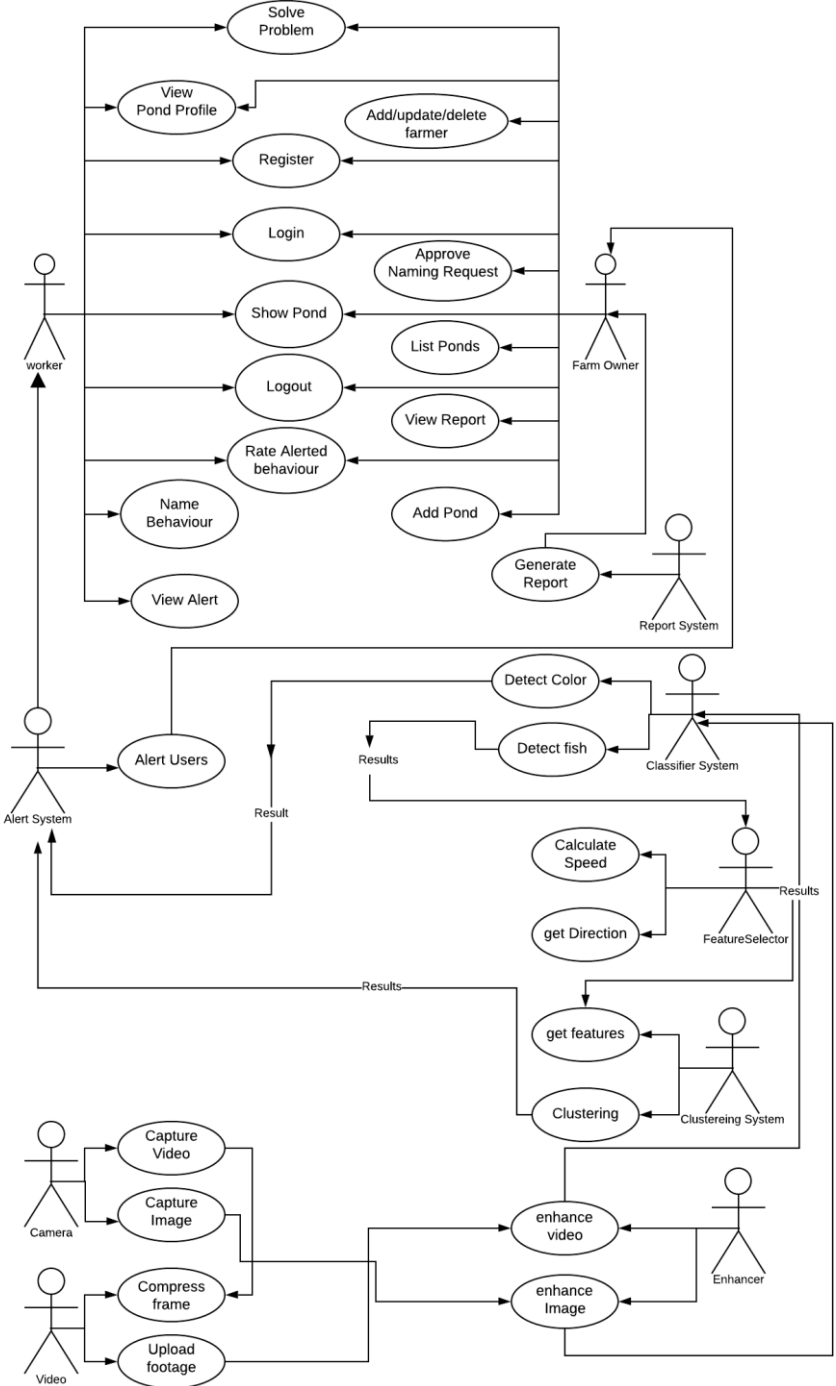 Solve
Problem
View
Pond Profile
Add/update/delete
farmer
Register
Login
Approve
Naming Request
Show Pond
worker
List Ponds
Farm Owner
Logout
View Report
Rate Alerted
behaviour
Name
Behaviour
Add Pond
Generate
Report
View Alert
Report System
Detect Color
Detect fish
Results
Alert Users
Classifier System
Result
Alert System
Calculate
Speed
Results
get Direction
FeatureSelector
Results
get features
Clustering
Clustereing System
Capture
Video
Capture
Image
Camera
enhance
video
Enhancer
Compress
frame
enhance
Image
Upload
footage
Video